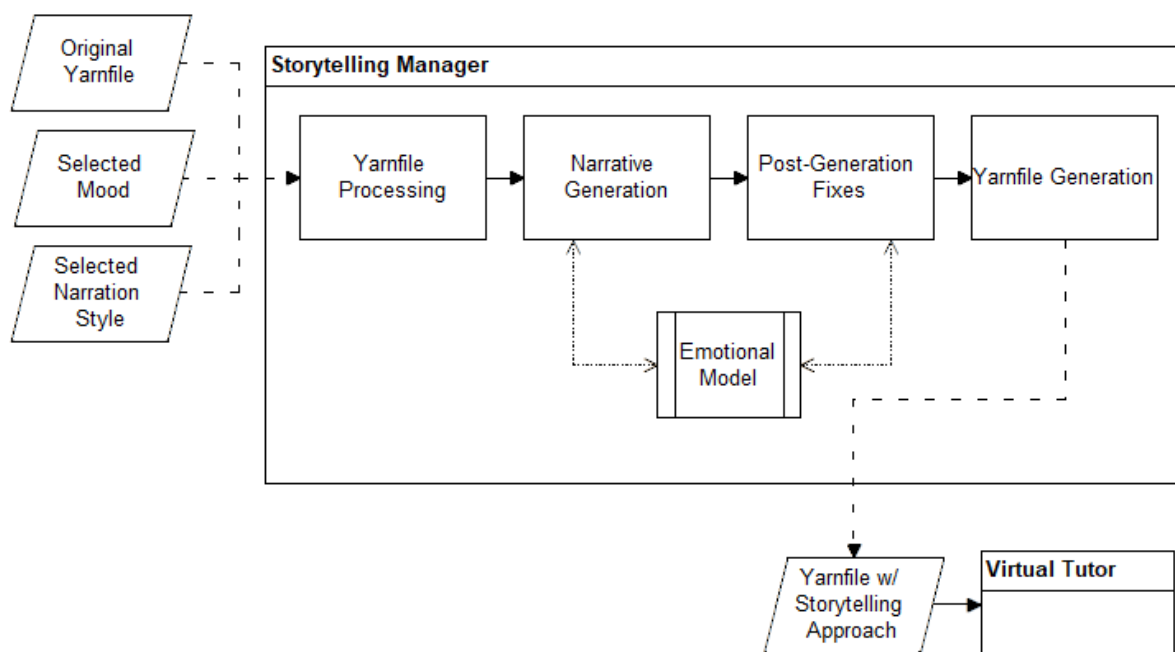 Original
Yarnfile
Selected
Mood
Selected
Narration
Style
Storytelling Manager
Yarnfile
Processing
Narrative
Generation
Post-Generation
Fixes
Yarnfile Generation
Emotional
Model
Yarnfile w/
Storytelling
Approach
Virtual Tutor